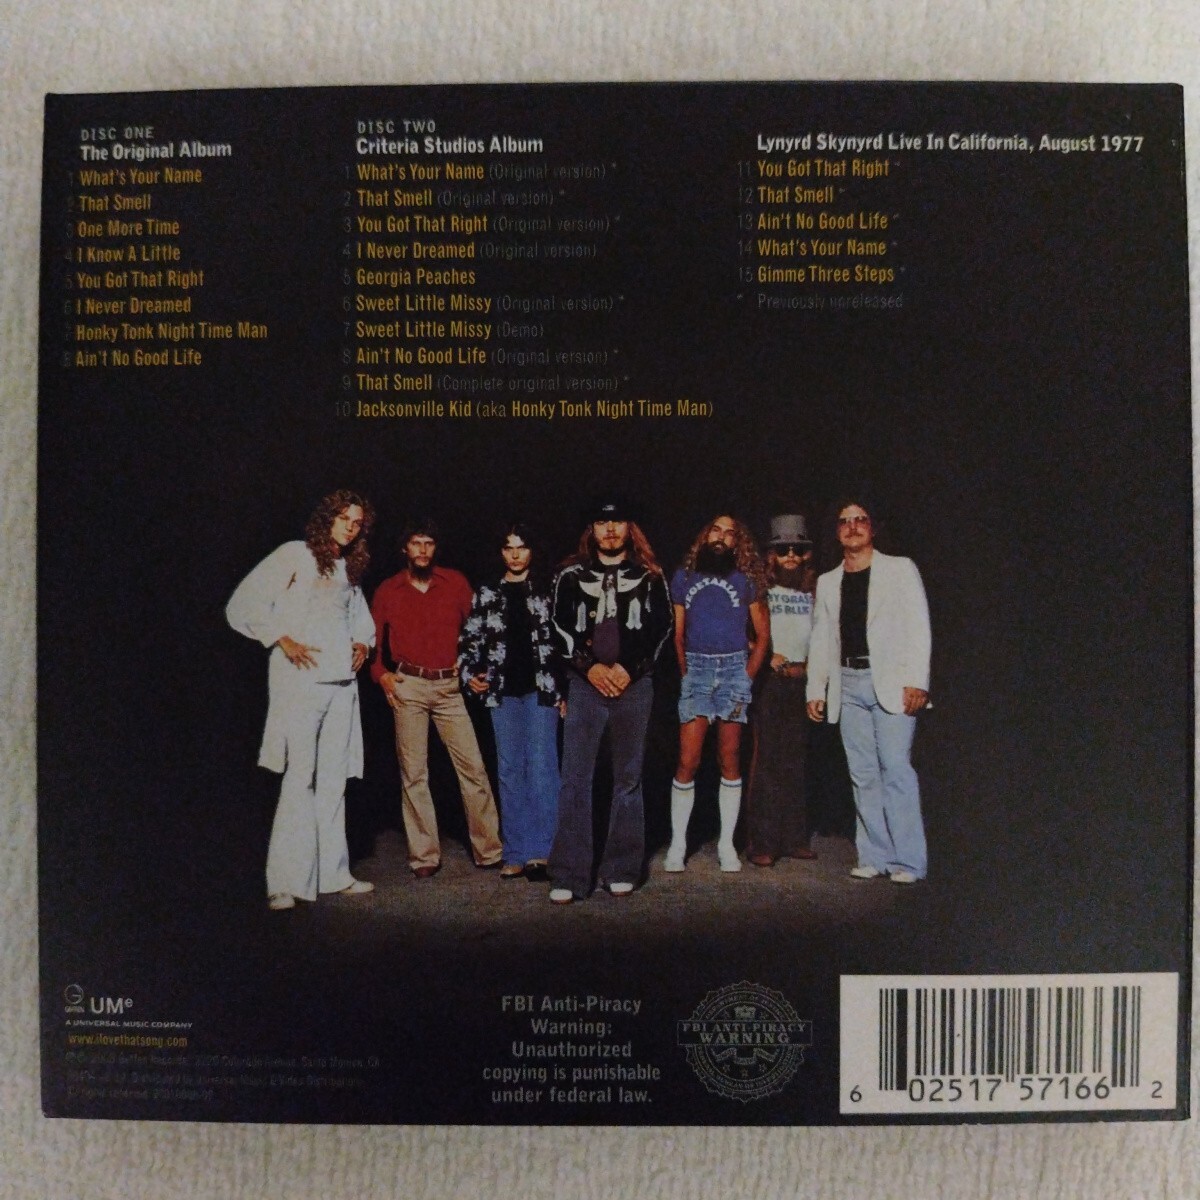 DISC ONE
The Original Album
1 What's Your Name
2 That Smell
3 One More Time
4 I Know A Little
5 You Got That Right
6 I Never Dreamed
7 Honky Tonk Night Time Man
8 Ain't No Good Life
DISC TWO
Criteria Studios Album
1 What's Your Name (Original version) *
2 That Smell (Original version) *
3 You Got That Right (Original version) *
4 I Never Dreamed (Original version)
5 Georgia Peaches
6 Sweet Little Missy (Original version) *
7 Sweet Little Missy (Demo)
8 Ain't No Good Life (Original version) *
9 That Smell (Complete original version) *
10 Jacksonville Kid (aka Honky Tonk Night Time Man)
Lynyrd Skynyrd Live In California, August 1977
11 You Got That Right *
12 That Smell *
13 Ain't No Good Life *
14 What's Your Name *
15 Gimme Three Steps *
* Previously unreleased
VEGETARIAN
GRASS
IS BLUE
UMe
A UNIVERSAL MUSIC COMPANY
www.ilovethatsong.com
FBI Anti-Piracy
Warning:
Unauthorized
copying is punishable
under federal law.
FBI ANTI-PIRACY
WARNING
6 02517 57166 2